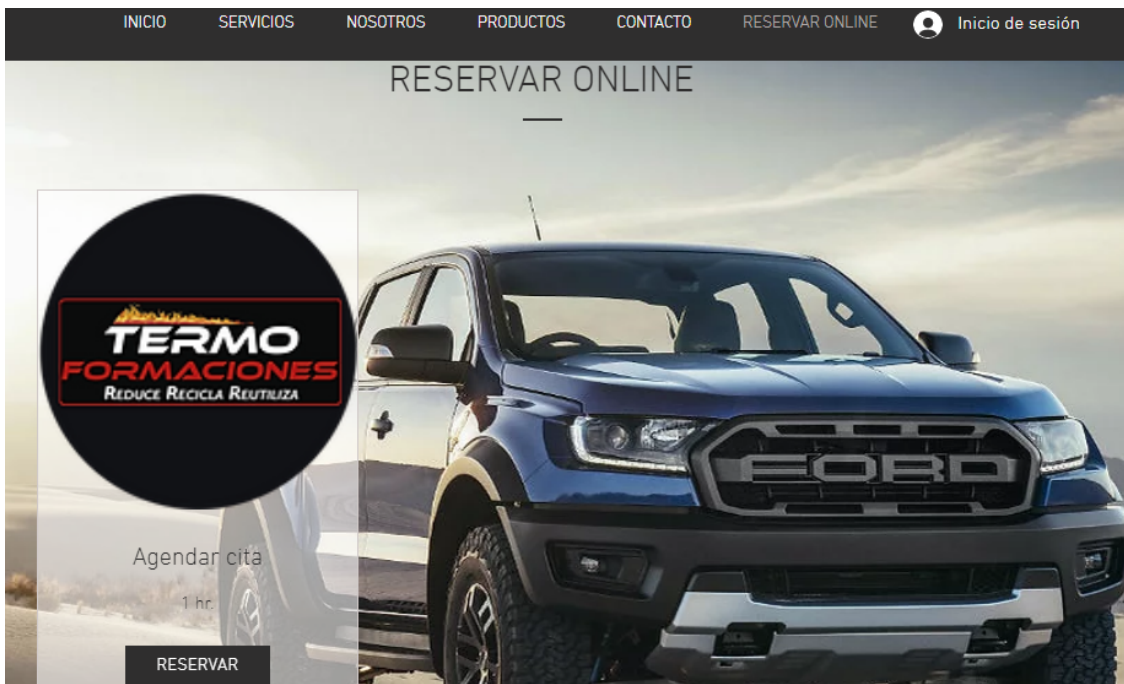 INICIO SERVICIOS NOSOTROS PRODUCTOS CONTACTO RESERVAR ONLINE Inicio de sesión
RESERVAR ONLINE
TERMO
FORMACIONES
REDUCE RECICLA REUTILIZA
Agendar cita
1 hr.
RESERVAR
FORD